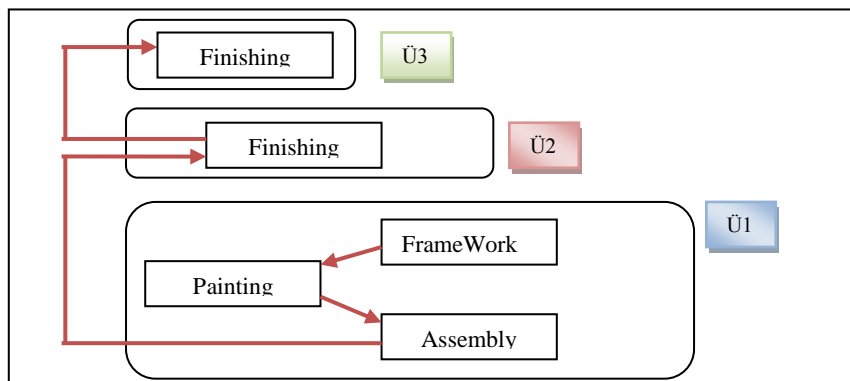 Finishing
Ü3
Finishing
Ü2
Ü1
FrameWork
Painting
Assembly